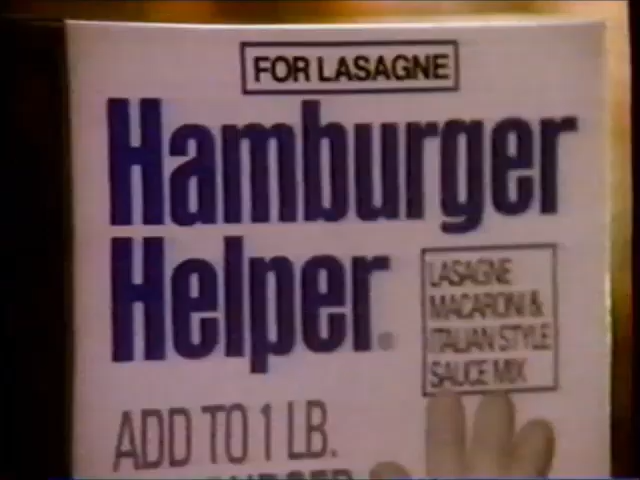 FOR LASAGNE
Hamburger
Helper®
LASAGNE
MACARONI &
ITALIAN STYLE
SAUCE MIX
ADD TO 1 LB.